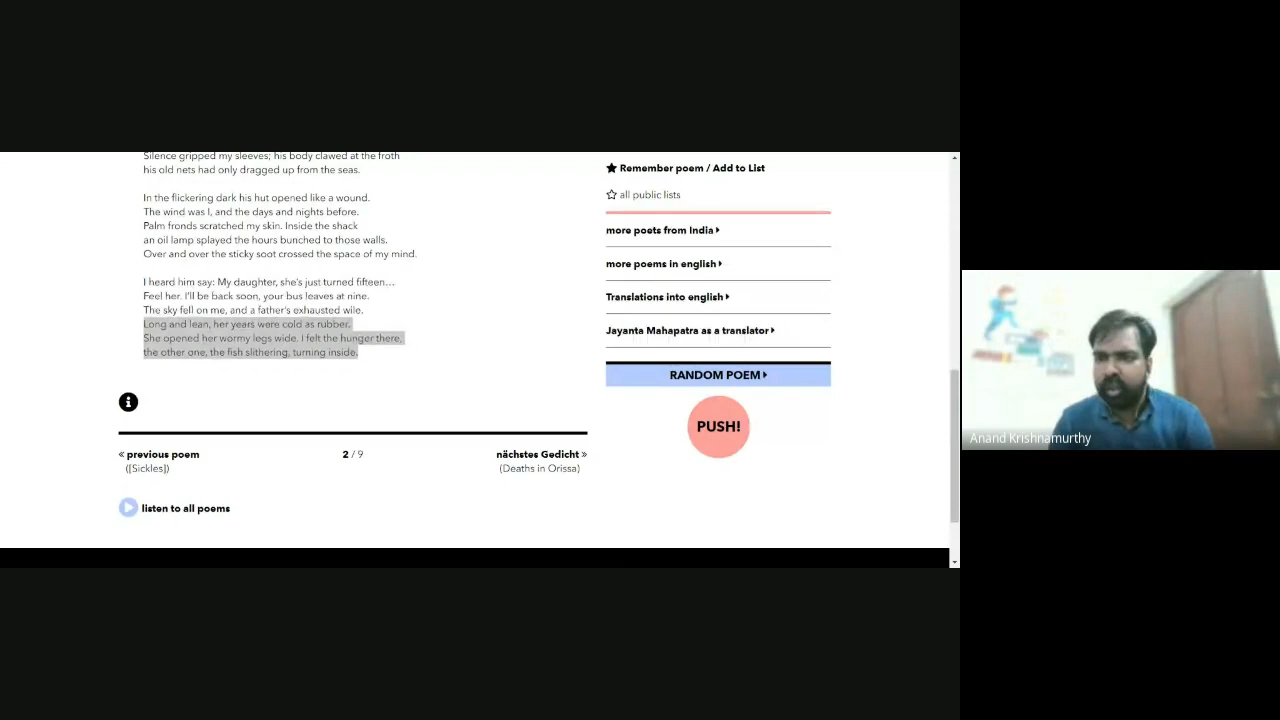 Silence gripped my sleeves; his body clawed at the froth
his old nets had only dragged up from the seas.
In the flickering dark his hut opened like a wound.
The wind was I, and the days and nights before.
Palm fronds scratched my skin. Inside the shack
an oil lamp splayed the hours bunched to those walls.
Over and over the sticky soot crossed the space of my mind.
I heard him say: My daughter, she's just turned fifteen…
Feel her. I'll be back soon, your bus leaves at nine.
The sky fell on me, and a father's exhausted wile.
Long and lean, her years were cold as rubber.
She opened her wormy legs wide. I felt the hunger there,
the other one, the fish slithering, turning inside.
« previous poem
([Sickles])
2 / 9
nächstes Gedicht »
(Deaths in Orissa)
listen to all poems
Remember poem / Add to List
all public lists
more poets from India
more poems in english
Translations into english
Jayanta Mahapatra as a translator
RANDOM POEM
PUSH!
Anand Krishnamurthy